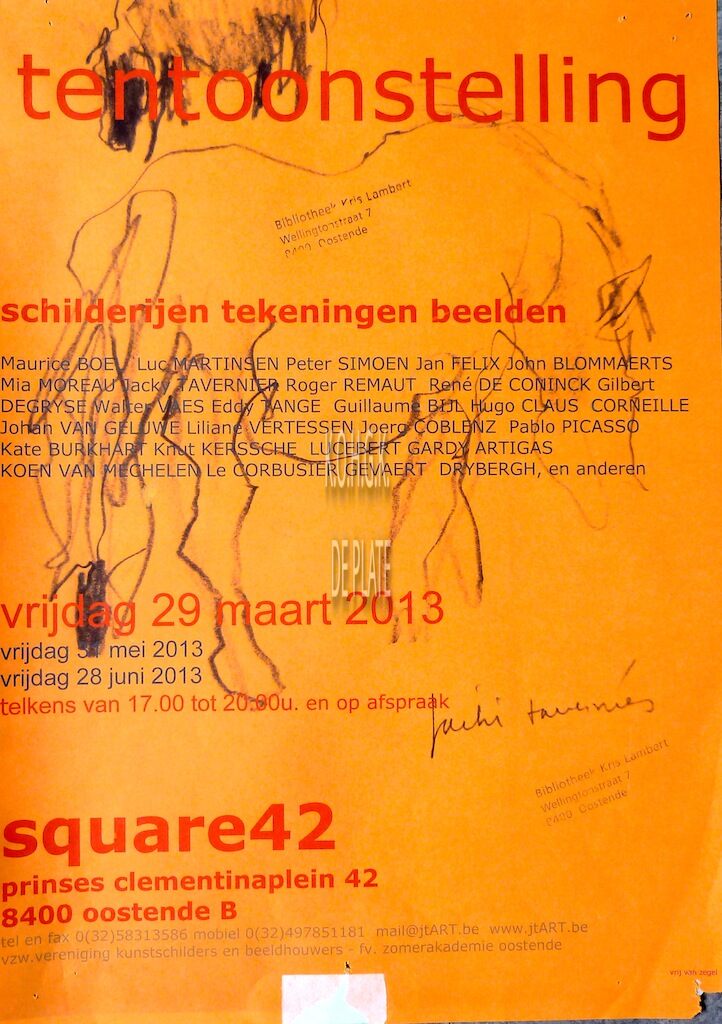 tentoonstelling
Bibliotheek Kris Lambert
Wellingtonstraat 7
8400 Oostende
schilderijen tekeningen beelden
Maurice BOEY Luc MARTINSEN Peter SIMOEN Jan FELIX John BLOMMAERTS
Mia MOREAU Jacky TAVERNIER Roger REMAUT René DE CONINCK Gilbert
DEGRYSE Walter VAES Eddy TANGE Guillaume BIJL Hugo CLAUS CORNEILLE
Johan VAN GELUWE Liliane VERTESSEN Joerg COBLENZ Pablo PICASSO
Kate BURKHART Knut KERSSCHE LUCEBERT GARDY ARTIGAS
KOEN VAN MECHELEN Le CORBUSIER GEVAERT DRYBERGH, en anderen
DE PLATE
vrijdag 29 maart 2013
vrijdag 31 mei 2013
vrijdag 28 juni 2013
telkens van 17.00 tot 20.00u. en op afspraak
Bibliotheek Kris Lambert
Wellingtonstraat 7
8400 Oostende
square42
prinses clementinaplein 42
8400 oostende B
tel en fax 0(32)58313586 mobiel 0(32)497851181 mail@jtART.be www.jtART.be
vzw.vereniging kunstschilders en beeldhouwers - fv. zomerakademie oostende
vrij van zegel